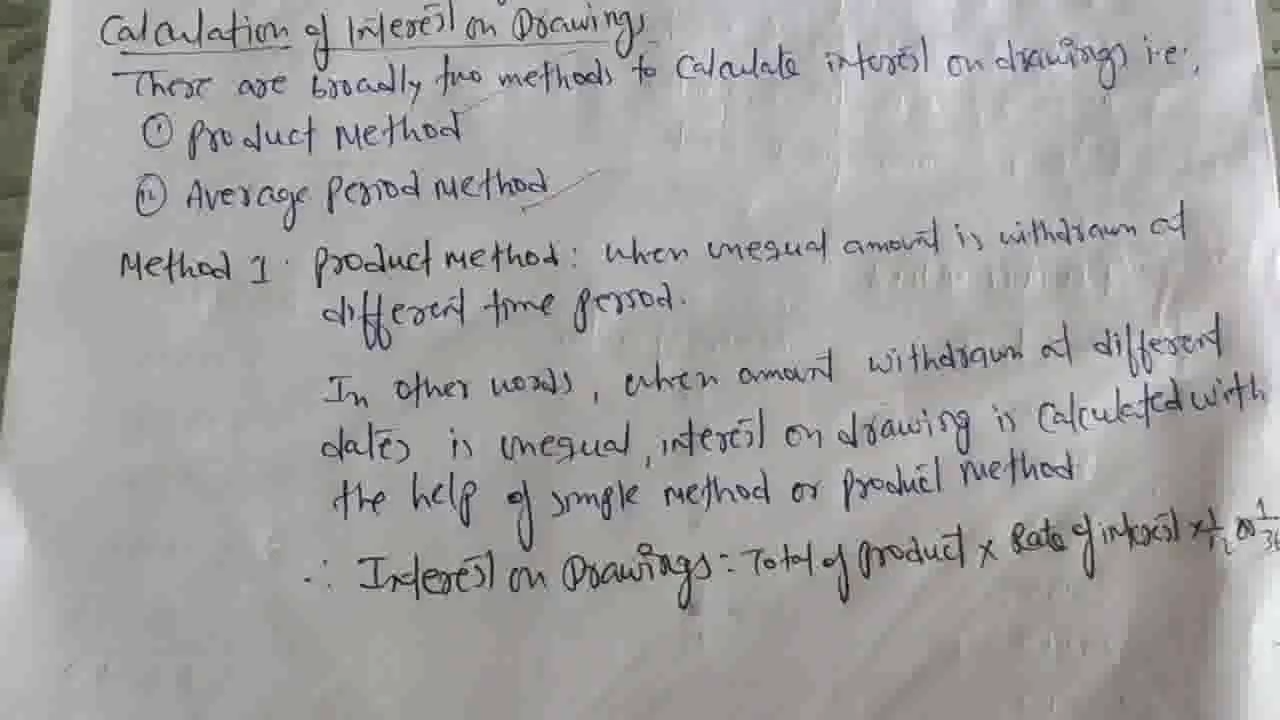 Calculation of Interest on Drawings
There are broadly two methods to calculate interest on drawings i.e.,
(i) Product Method
(ii) Average Period Method
Method 1. Product method: when unequal amount is withdrawn at
different time period.
In other words, when amount withdrawn at different
dates is unequal, interest on drawing is calculated with
the help of simple method or product method
∴ Interest on Drawings = Total of product × Rate of interest × 1/12 or